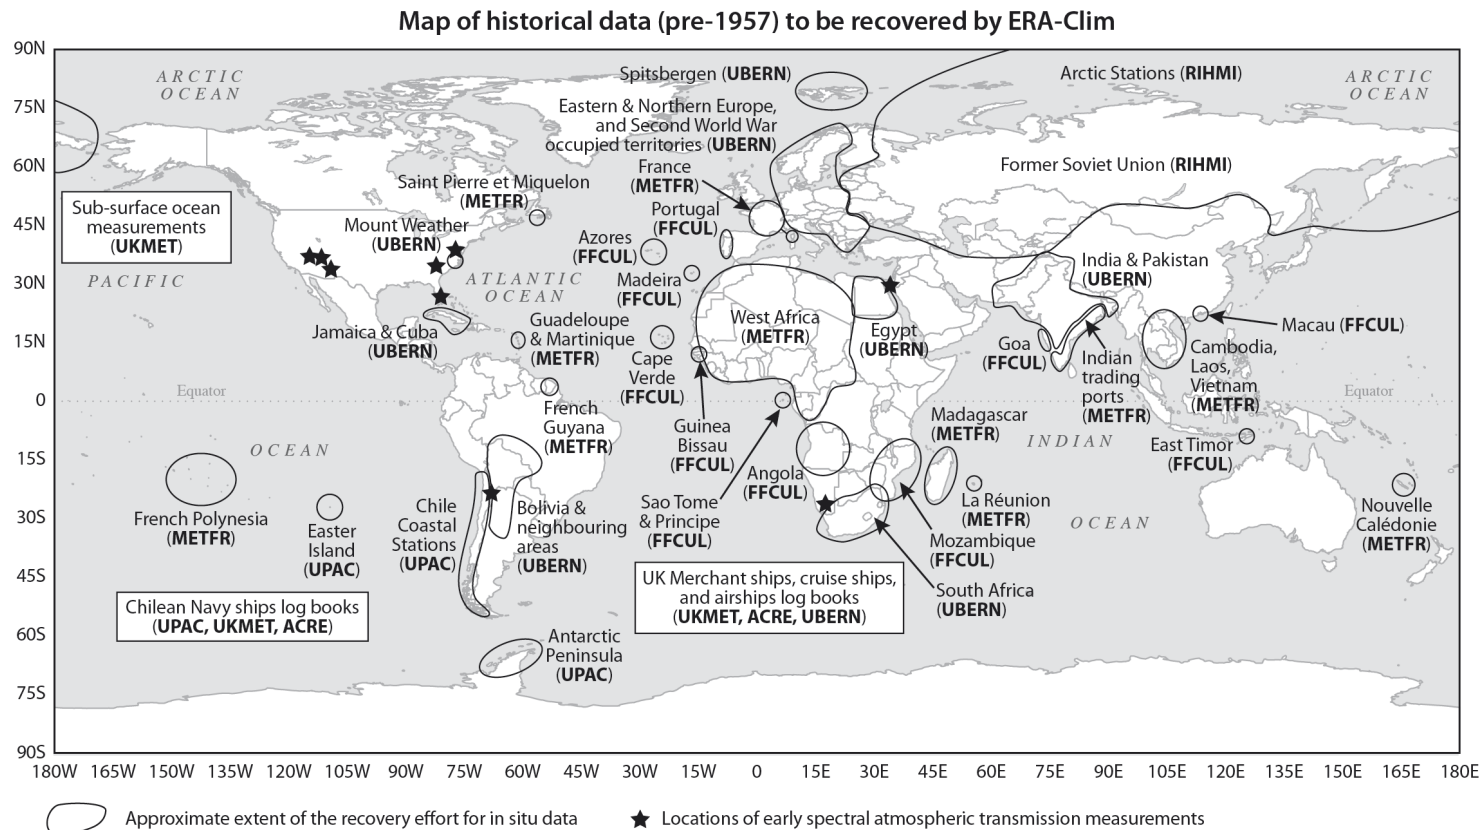 Map of historical data (pre-1957) to be recovered by ERA-Clim
90N
75N
60N
45N
30N
15N
0
15S
30S
45S
60S
75S
90S
ARCTIC
OCEAN
Spitsbergen (UBERN)
Arctic Stations (RIHMI)
ARCTIC
OCEAN
Eastern & Northern Europe,
and Second World War
occupied territories (UBERN)
Former Soviet Union (RIHMI)
France
(METFR)
Saint Pierre et Miquelon
(METFR)
Sub-surface ocean
measurements
(UKMET)
Portugal
(FFCUL)
Mount Weather
(UBERN)
Azores
(FFCUL)
PACIFIC
ATLANTIC
OCEAN
Madeira
(FFCUL)
India & Pakistan
(UBERN)
Jamaica & Cuba
(UBERN)
Guadeloupe
& Martinique
(METFR)
West Africa
(METFR)
Egypt
(UBERN)
Goa
(FFCUL)
Macau (FFCUL)
Cape
Verde
(FFCUL)
Indian
trading
ports
(METFR)
Cambodia,
Laos,
Vietnam
(METFR)
Equator
Equator
French
Guyana
(METFR)
Guinea
Bissau
(FFCUL)
Madagascar
(METFR)
INDIAN
East Timor
(FFCUL)
OCEAN
Angola
(FFCUL)
French Polynesia
(METFR)
Easter
Island
(UPAC)
Chile
Coastal
Stations
(UPAC)
Bolivia &
neighbouring
areas
(UBERN)
Sao Tome
& Principe
(FFCUL)
La Réunion
(METFR)
OCEAN
Nouvelle
Calédonie
(METFR)
Mozambique
(FFCUL)
South Africa
(UBERN)
Chilean Navy ships log books
(UPAC, UKMET, ACRE)
UK Merchant ships, cruise ships,
and airships log books
(UKMET, ACRE, UBERN)
Antarctic
Peninsula
(UPAC)
180W 165W 150W 135W 120W 105W 90W 75W 60W 45W 30W 15W 0 15E 30E 45E 60E 75E 90E 105E 120E 135E 150E 165E 180E
Approximate extent of the recovery effort for in situ data
Locations of early spectral atmospheric transmission measurements